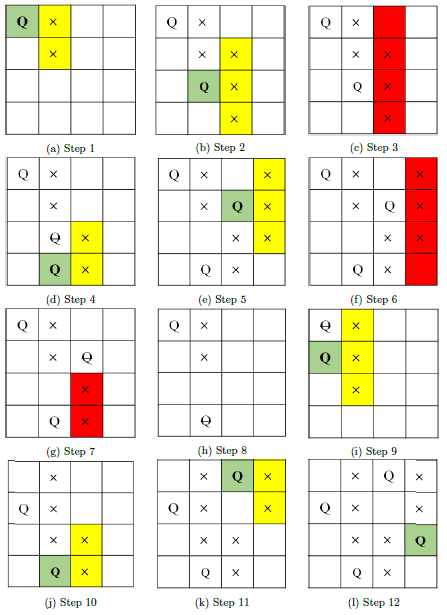 Q ×
×
(a) Step 1
Q ×
× ×
Q ×
×
(b) Step 2
Q ×
× ×
Q ×
×
(c) Step 3
Q ×
×
Q ×
Q ×
(d) Step 4
Q × ×
× Q ×
× ×
Q ×
(e) Step 5
Q × ×
× Q ×
× ×
Q ×
(f) Step 6
Q ×
× Q
×
Q ×
(g) Step 7
Q ×
×
Q
(h) Step 8
Q ×
Q ×
×
(i) Step 9
×
Q ×
× ×
Q ×
(j) Step 10
× Q ×
Q × ×
× ×
Q ×
(k) Step 11
× Q ×
Q × ×
× × Q
Q ×
(l) Step 12